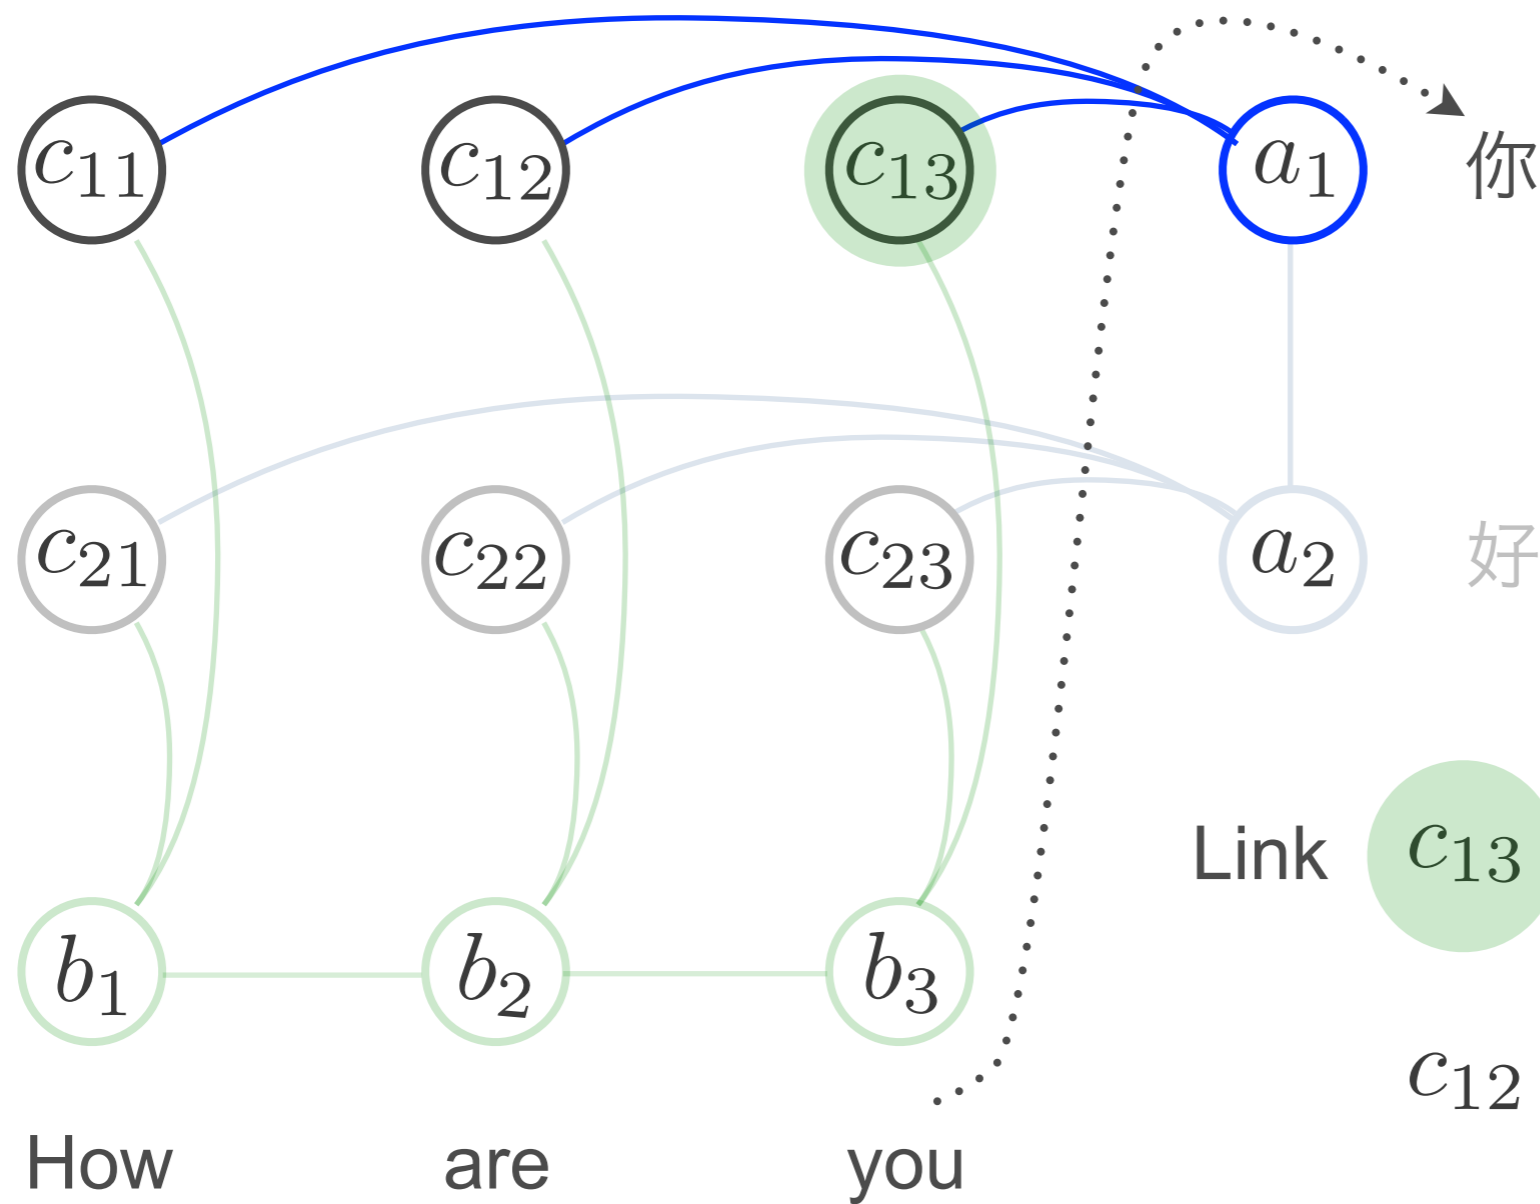 c11 c12 c13 a1 你
c21 c22 c23 a2 好
Link c13
b1 b2 b3
c12
How are you